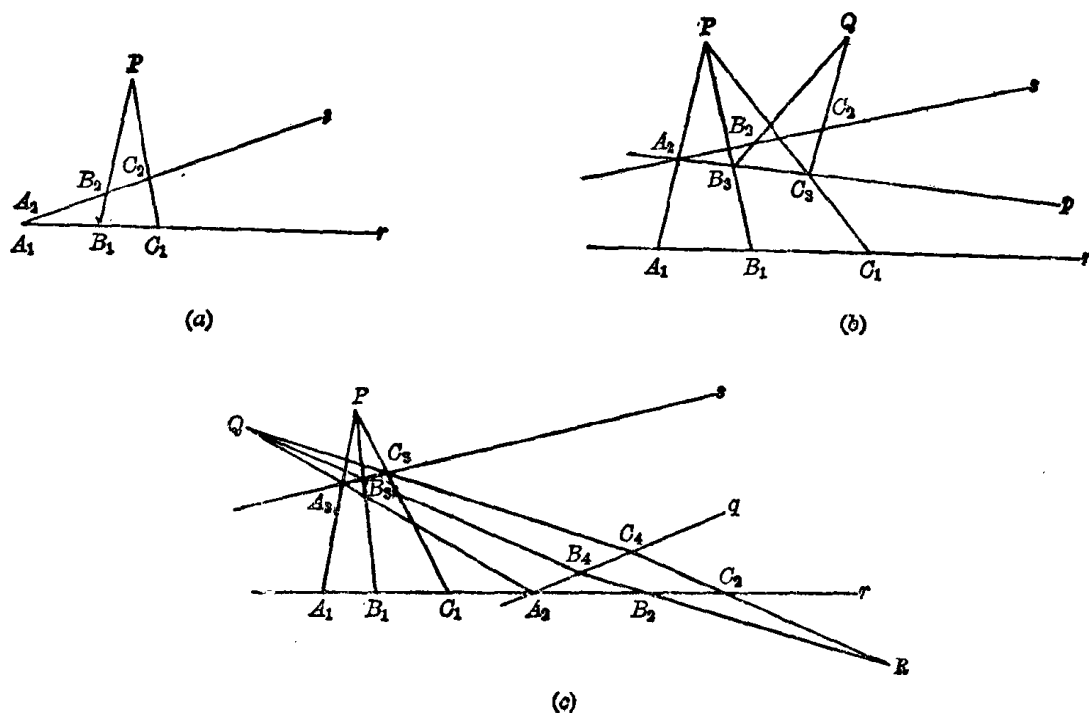 P
s
B₂
C₂
A₂
A₁
B₁
C₁
r
(a)
P
Q
s
C₂
B₂
A₂
B₃
C₃
p
A₁
B₁
C₁
r
(b)
P
s
Q
C₃
B₃
A₃
q
C₄
B₄
C₂
r
A₁
B₁
C₁
A₂
B₂
R
(c)